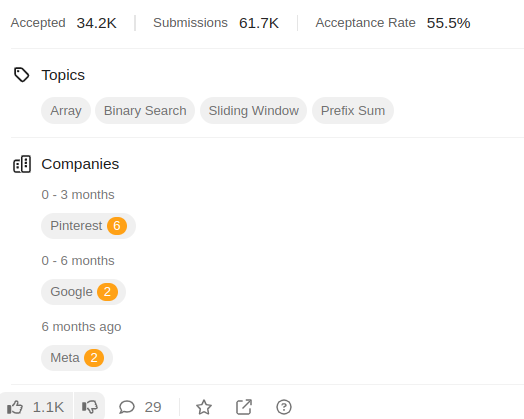 Accepted 34.2K Submissions 61.7K Acceptance Rate 55.5%
Topics
Array Binary Search Sliding Window Prefix Sum
Companies
0 - 3 months
Pinterest 6
0 - 6 months
Google 2
6 months ago
Meta 2
1.1K 29